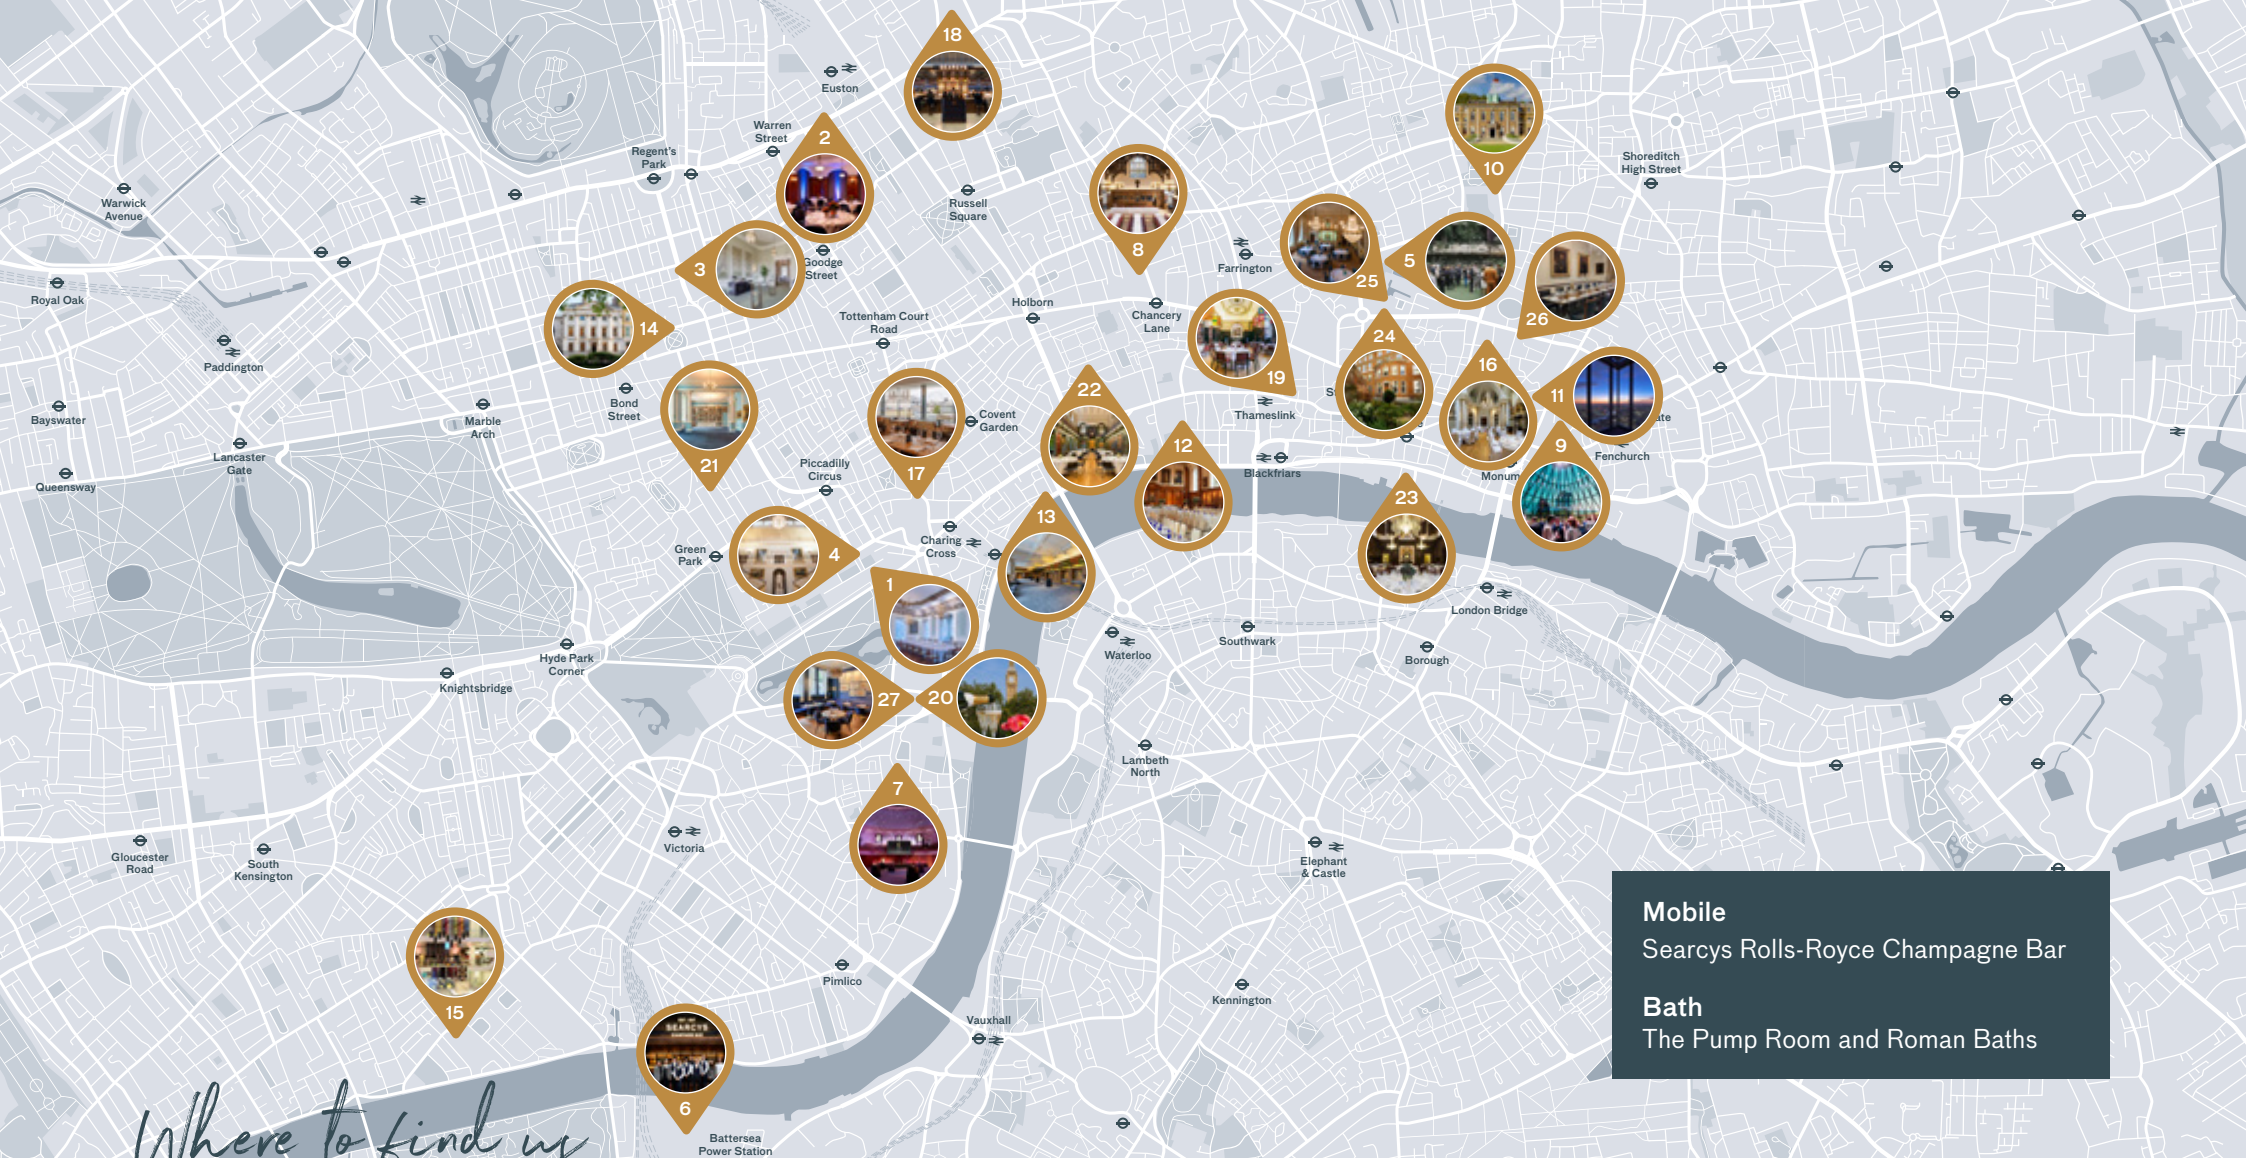 18
Euston
Warren
Street
2
Regent's
Park
10
Shoreditch
High Street
Warwick
Avenue
Russell
Square
8
3
Goodge
Street
Farrington
25
5
26
Royal Oak
14
Holborn
Tottenham Court
Road
Chancery
Lane
24
Paddington
19
16
22
11
Bond
Street
Bayswater
Marble
Arch
Covent
Garden
Thameslink
12
9
Lancaster
Gate
21
Piccadilly
Circus
17
Blackfriars
Fenchurch
Queensway
23
13
Green
Park
4
Charing
Cross
1
London Bridge
Hyde Park
Corner
Waterloo
Southwark
Borough
Knightsbridge
27
20
Lambeth
North
7
Gloucester
Road
South
Kensington
Victoria
Elephant
& Castle
15
SEARCYS
Pimlico
Kennington
Vauxhall
6
Battersea
Power Station
Mobile
Searcys Rolls-Royce Champagne Bar
Bath
The Pump Room and Roman Baths
Where to find us